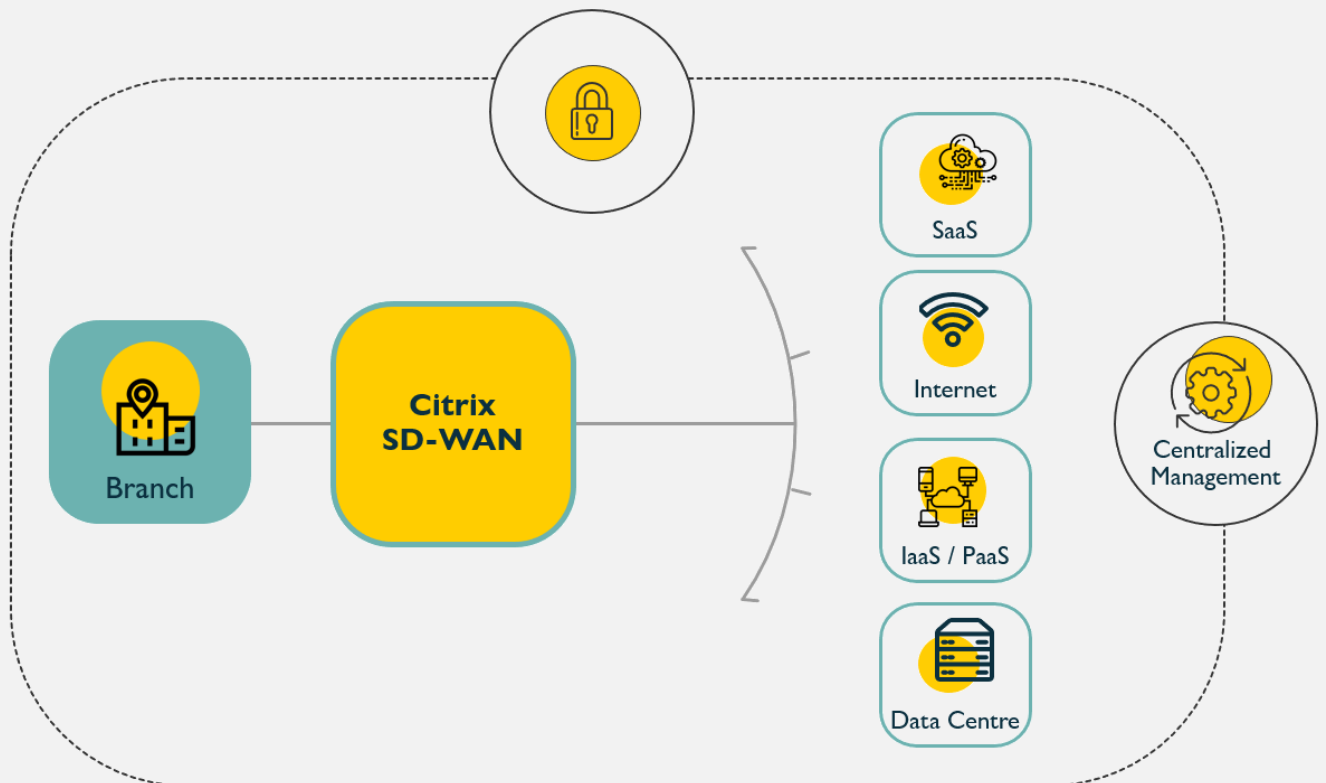 SaaS
Internet
Citrix
SD-WAN
Branch
Centralized
Management
IaaS / PaaS
Data Centre